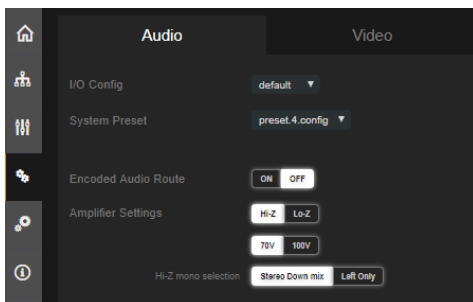 Audio Video
I/O Config default
System Preset preset.4.config
Encoded Audio Route ON OFF
Amplifier Settings Hi-Z Lo-Z
70V 100V
Hi-Z mono selection Stereo Down mix Left Only